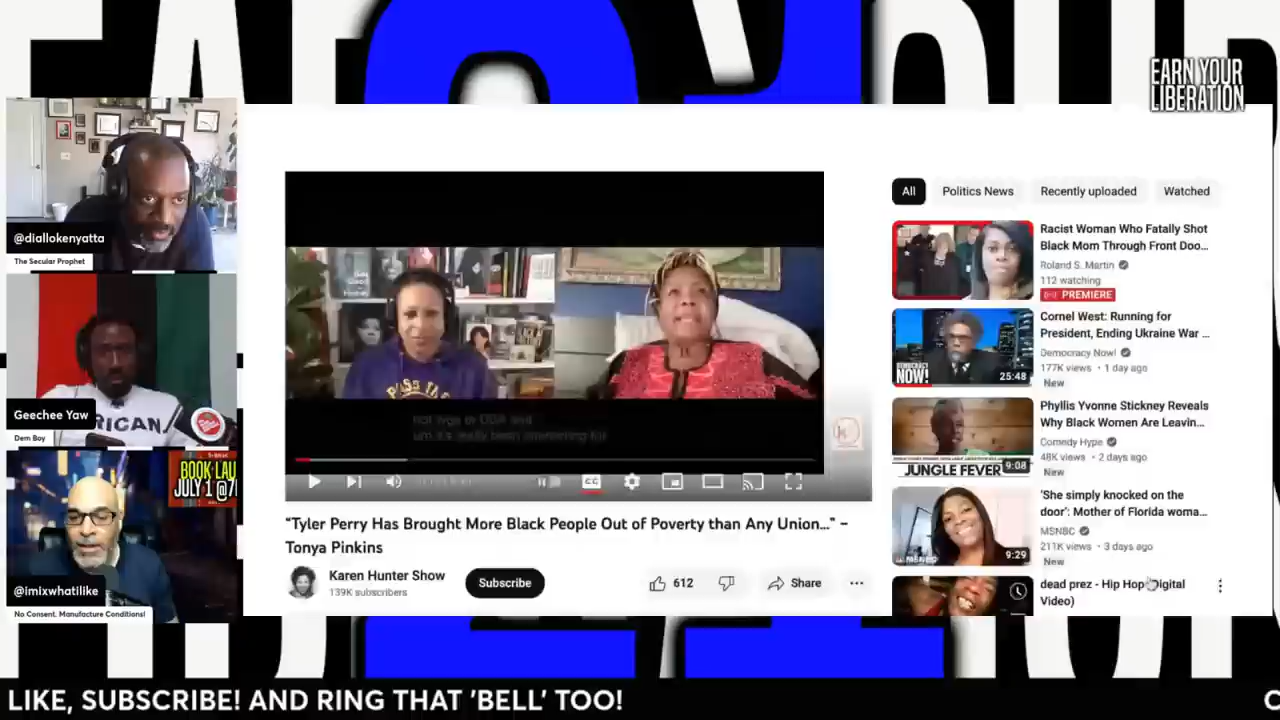 EARN YOUR
LIBERATION
@diallokenyatta
The Secular Prophet
Geechee Yaw
Dem Boy
RICAN
BOOK LAU
JULY 1 @7/
@imixwhatilike
No Consent. Manufacture Conditions!
CC
"Tyler Perry Has Brought More Black People Out of Poverty than Any Union..." –
Tonya Pinkins
Karen Hunter Show
139K subscribers
Subscribe
612
Share
All
Politics News
Recently uploaded
Watched
Racist Woman Who Fatally Shot
Black Mom Through Front Doo...
Roland S. Martin
112 watching
PREMIERE
DEMOCRACY
NOW!
25:48
Cornel West: Running for
President, Ending Ukraine War ...
Democracy Now!
177K views • 1 day ago
New
JUNGLE FEVER
9:08
Phyllis Yvonne Stickney Reveals
Why Black Women Are Leavin...
Comedy Hype
48K views • 2 days ago
New
9:29
'She simply knocked on the
door': Mother of Florida woma...
MSNBC
211K views • 3 days ago
New
dead prez - Hip Hop Digital
Video)
LIKE, SUBSCRIBE! AND RING THAT 'BELL' TOO!